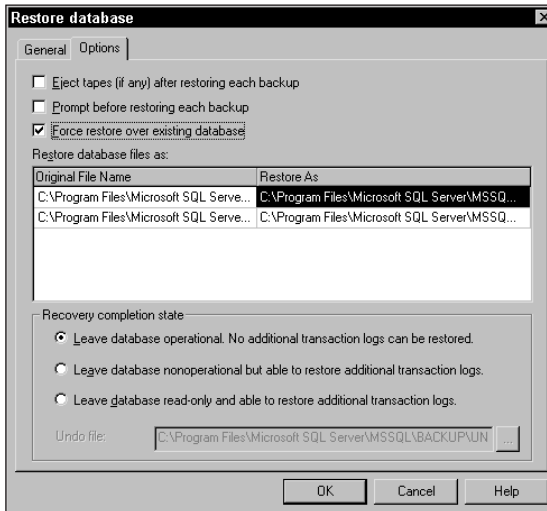 Restore database
General Options
Eject tapes (if any) after restoring each backup
Prompt before restoring each backup
Force restore over existing database
Restore database files as:
Original File Name Restore As
C:\Program Files\Microsoft SQL Serve... C:\Program Files\Microsoft SQL Server\MSSQ...
C:\Program Files\Microsoft SQL Serve... C:\Program Files\Microsoft SQL Server\MSSQ...
Recovery completion state
Leave database operational. No additional transaction logs can be restored.
Leave database nonoperational but able to restore additional transaction logs.
Leave database read-only and able to restore additional transaction logs.
Undo file: C:\Program Files\Microsoft SQL Server\MSSQL\BACKUP\UN ...
OK Cancel Help